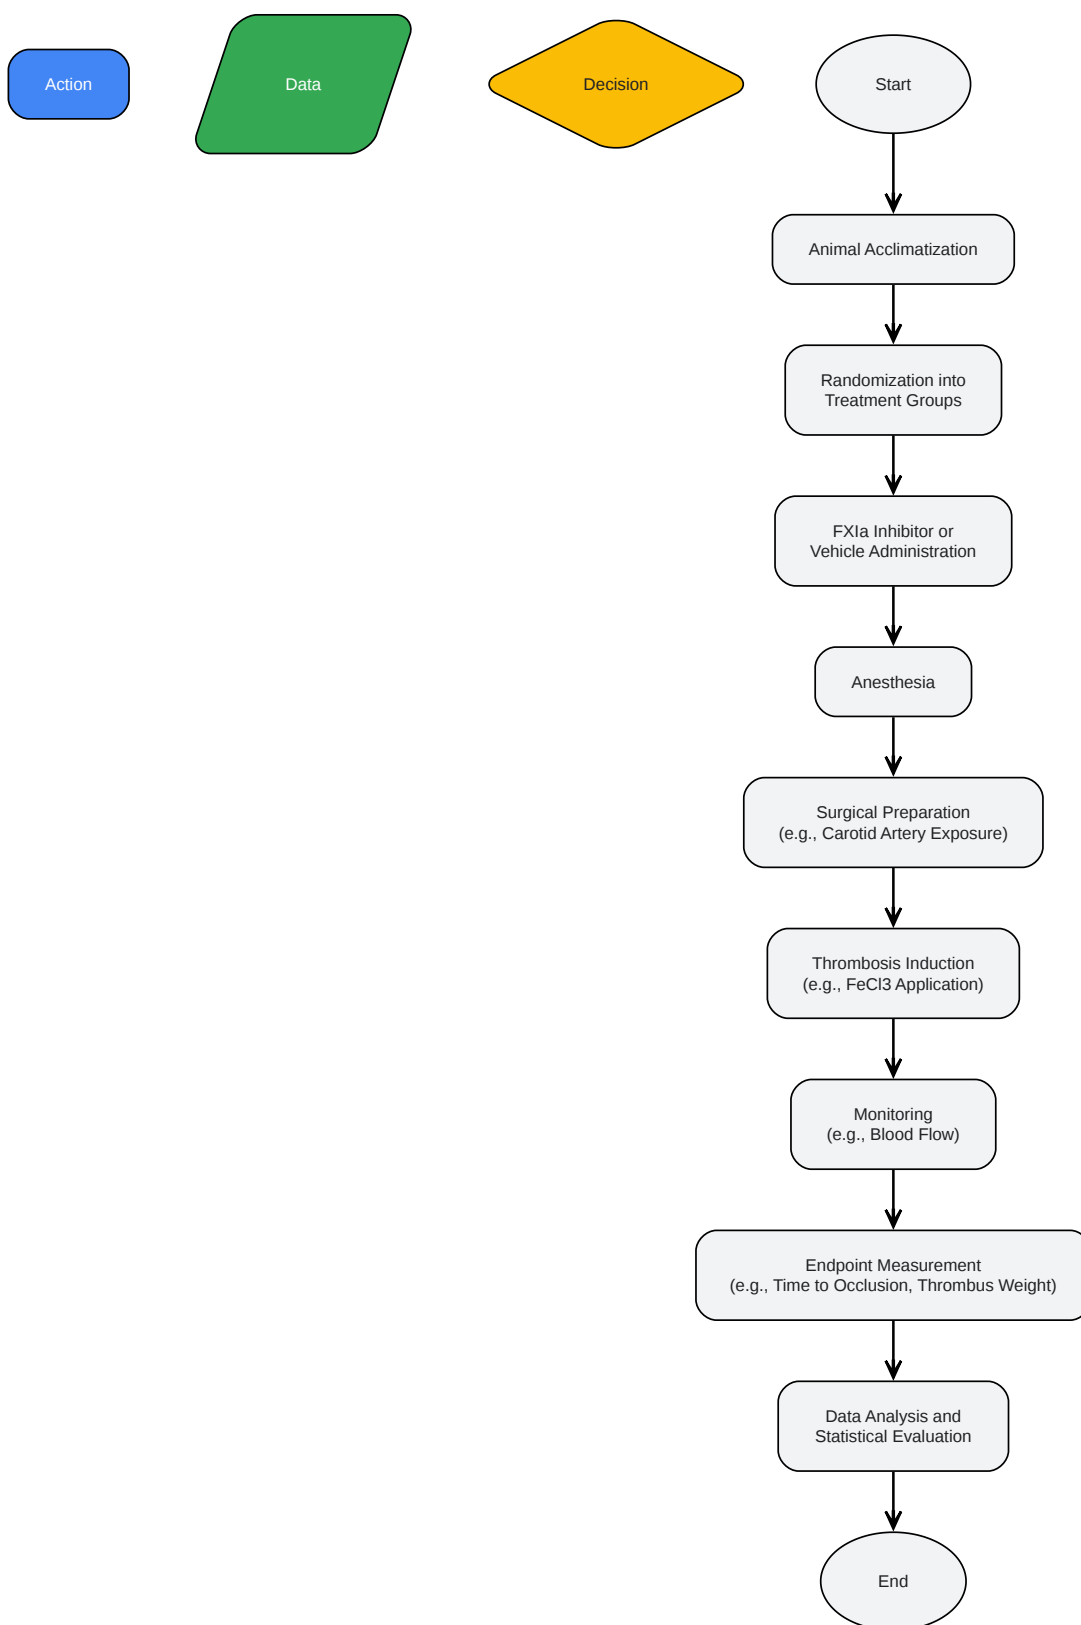 Action
Data
Decision
Start
Animal Acclimatization
Randomization into
Treatment Groups
FXIa Inhibitor or
Vehicle Administration
Anesthesia
Surgical Preparation
(e.g., Carotid Artery Exposure)
Thrombosis Induction
(e.g., FeCl3 Application)
Monitoring
(e.g., Blood Flow)
Endpoint Measurement
(e.g., Time to Occlusion, Thrombus Weight)
Data Analysis and
Statistical Evaluation
End